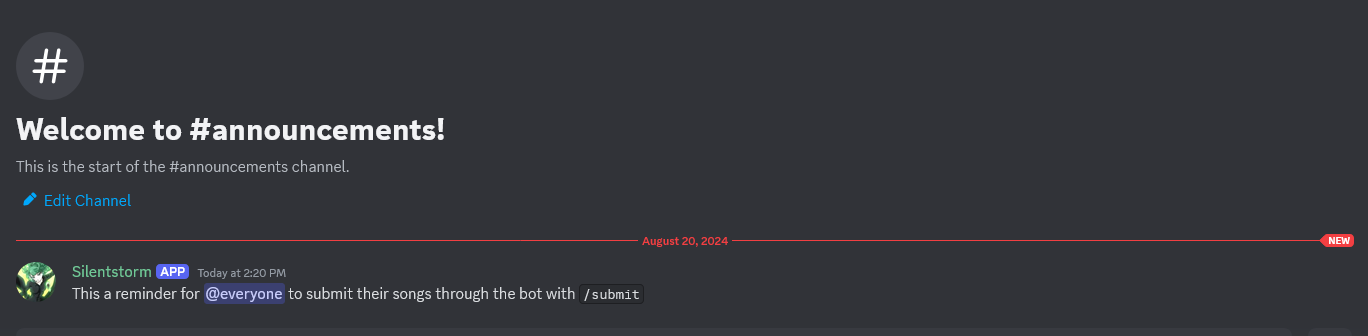 #
Welcome to #announcements!
This is the start of the #announcements channel.
Edit Channel
August 20, 2024 NEW
Silentstorm APP Today at 2:20 PM
This a reminder for @everyone to submit their songs through the bot with /submit